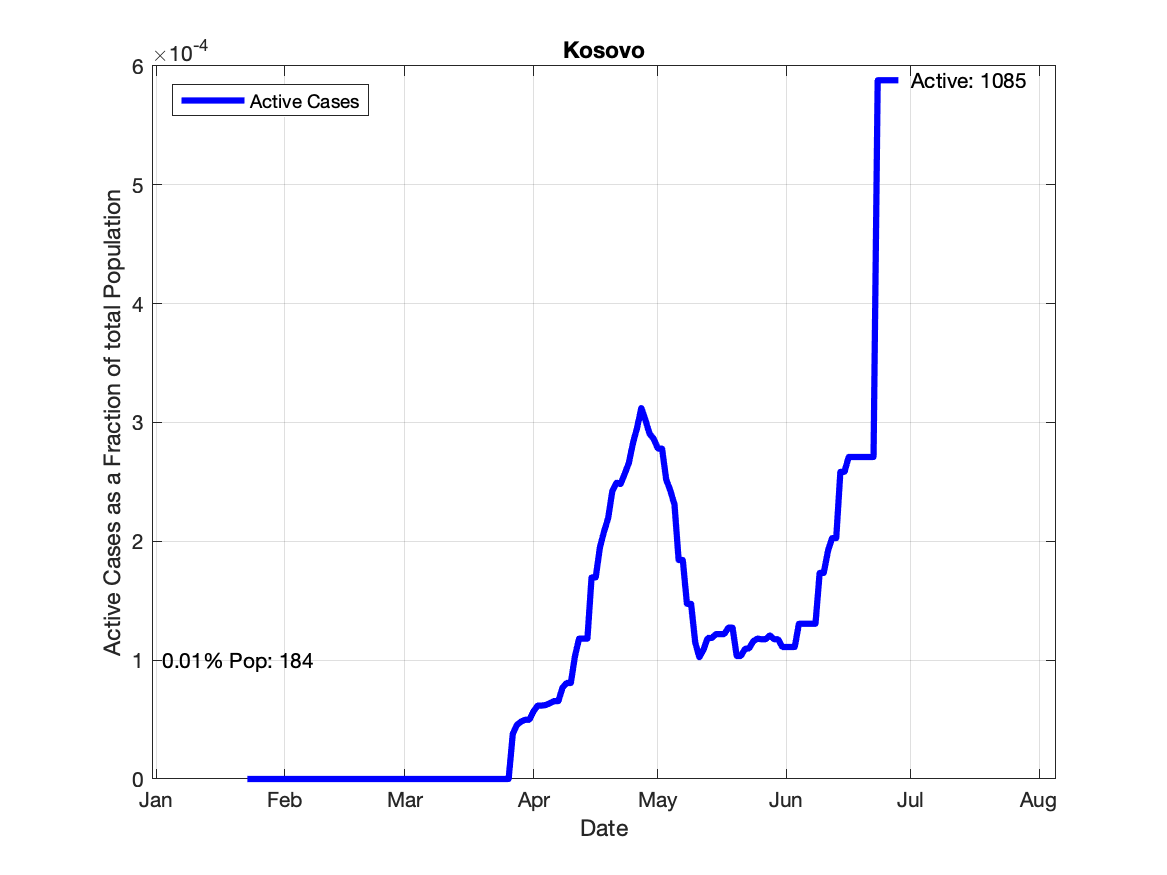 Kosovo
×10-4
Active Cases
Active: 1085
6
5
4
3
2
1
0
0.01% Pop: 184
Active Cases as a Fraction of total Population
Jan Feb Mar Apr May Jun Jul Aug
Date